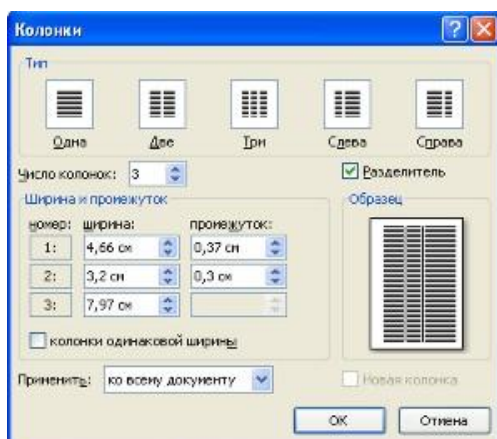 Колонки
Тип
Одна Две Три Слева Справа
Число колонок: 3 Разделитель
Ширина и промежуток Образец
номер: ширина: промежуток:
1: 4,66 см 0,37 см
2: 3,2 см 0,3 см
3: 7,97 см
колонки одинаковой ширины
Применить: ко всему документу Новая колонка
ОК Отмена